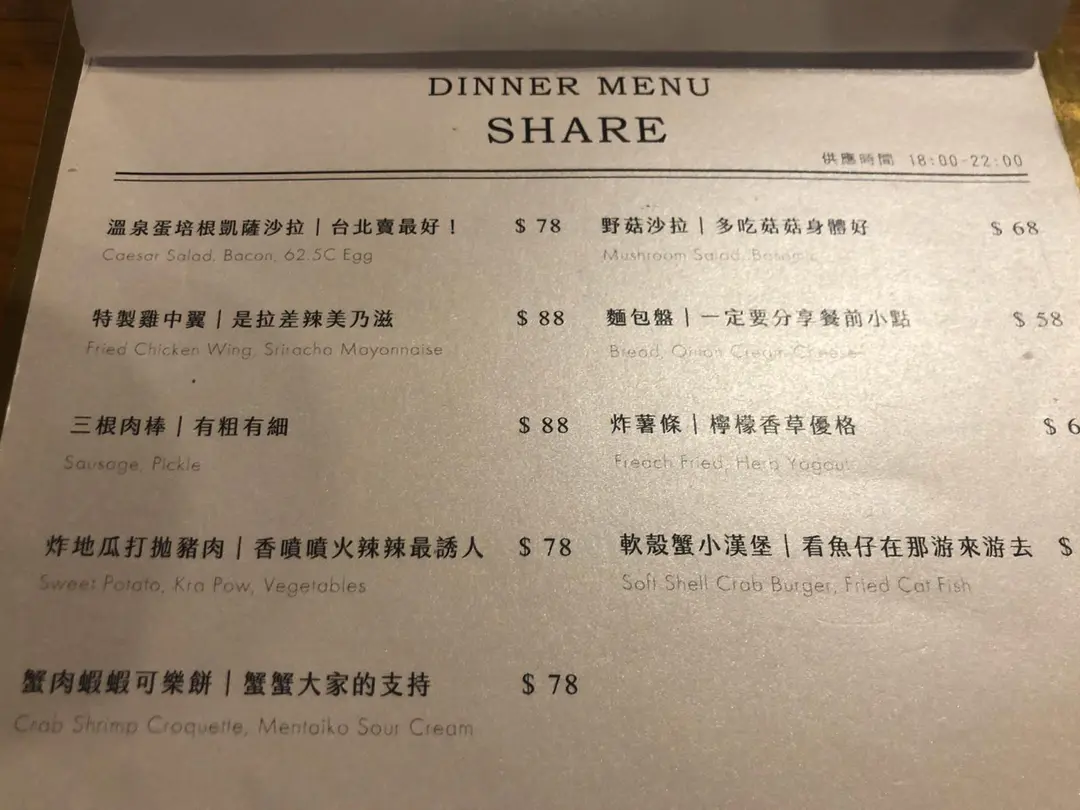 DINNER MENU
SHARE
供應時間 18:00-22:00
溫泉蛋培根凱薩沙拉|台北賣最好! $ 78
Caesar Salad, Bacon, 62.5C Egg
特製雞中翼|是拉差辣美乃滋 $ 88
Fried Chicken Wing, Sriracha Mayonnaise
三根肉棒|有粗有細 $ 88
Sausage, Pickle
炸地瓜打拋豬肉|香噴噴火辣辣最誘人 $ 78
Sweet Potato, Kra Pow, Vegetables
蟹肉蝦蝦可樂餅|蟹蟹大家的支持 $ 78
Crab Shrimp Croquette, Mentaiko Sour Cream
野菇沙拉|多吃菇菇身體好 $ 68
Mushroom Salad,
麵包盤|一定要分享餐前小點 $ 58
Bread, Onion Cream Cheese
炸薯條|檸檬香草優格 $ 6
Freach Fried, Herb Yogout
軟殼蟹小漢堡|看魚仔在那游來游去 $
Soft Shell Crab Burger, Fried Cat Fish